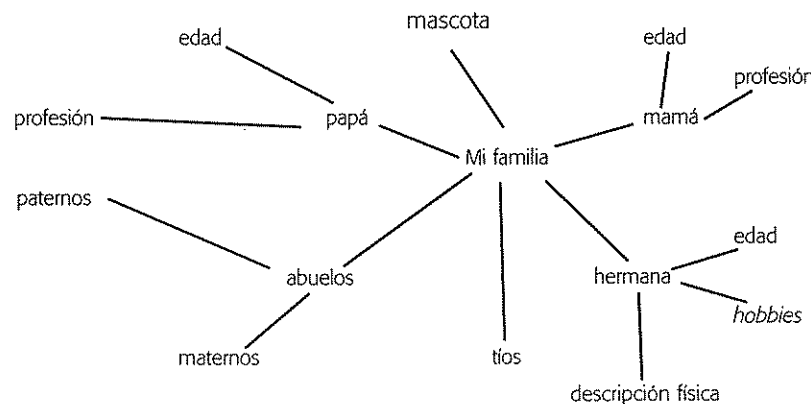 mascota
edad
edad
profesión
profesión
papá
mamá
Mi familia
paternos
edad
abuelos
hermana
hobbies
maternos
tíos
descripción física